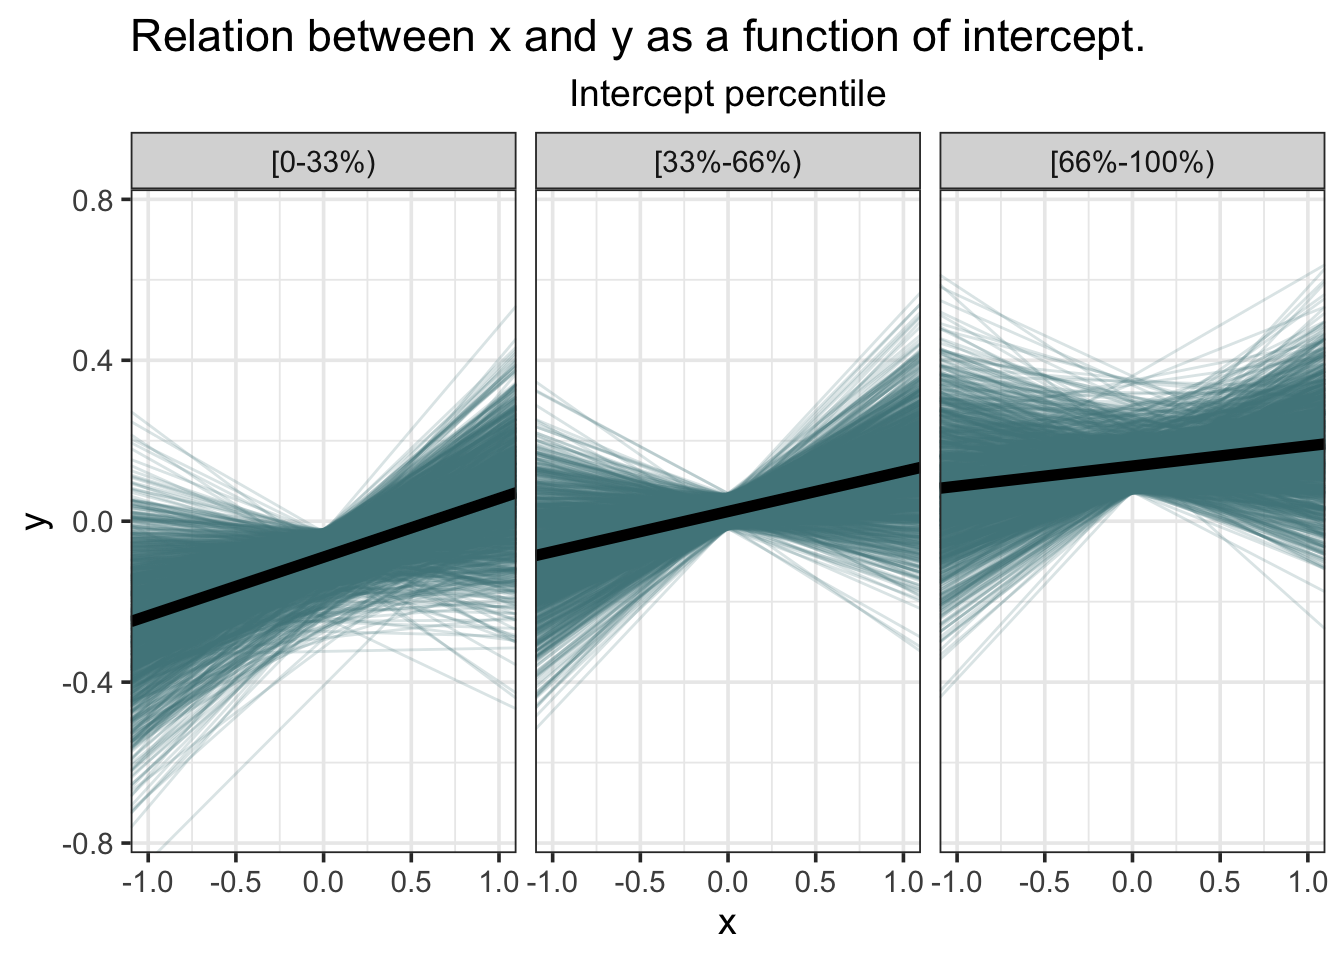 Relation between x and y as a function of intercept.
Intercept percentile
[0-33%) [33%-66%) [66%-100%)
0.8
0.4
y
0.0
-0.4
-0.8
-1.0 -0.5 0.0 0.5 1.0 -1.0 -0.5 0.0 0.5 1.0 -1.0 -0.5 0.0 0.5 1.0
x